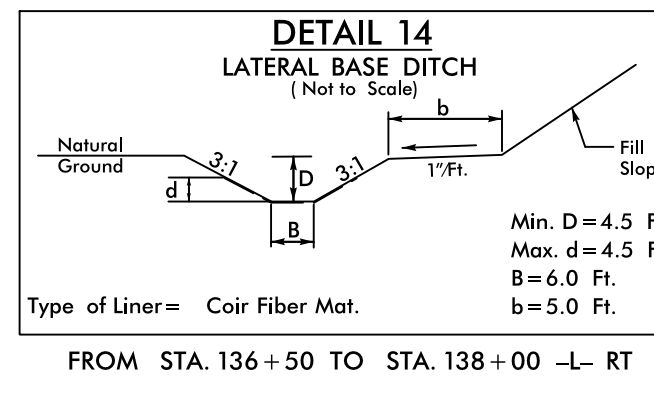 DETAIL 14
LATERAL BASE DITCH
( Not to Scale)
b
Natural
Ground
3:1
D
3:1
1"/Ft.
Fill
Slop
d
B
Min. D=4.5 F
Max. d=4.5 F
B=6.0 Ft.
b=5.0 Ft.
Type of Liner= Coir Fiber Mat.
FROM STA. 136+50 TO STA. 138+00 -L- RT